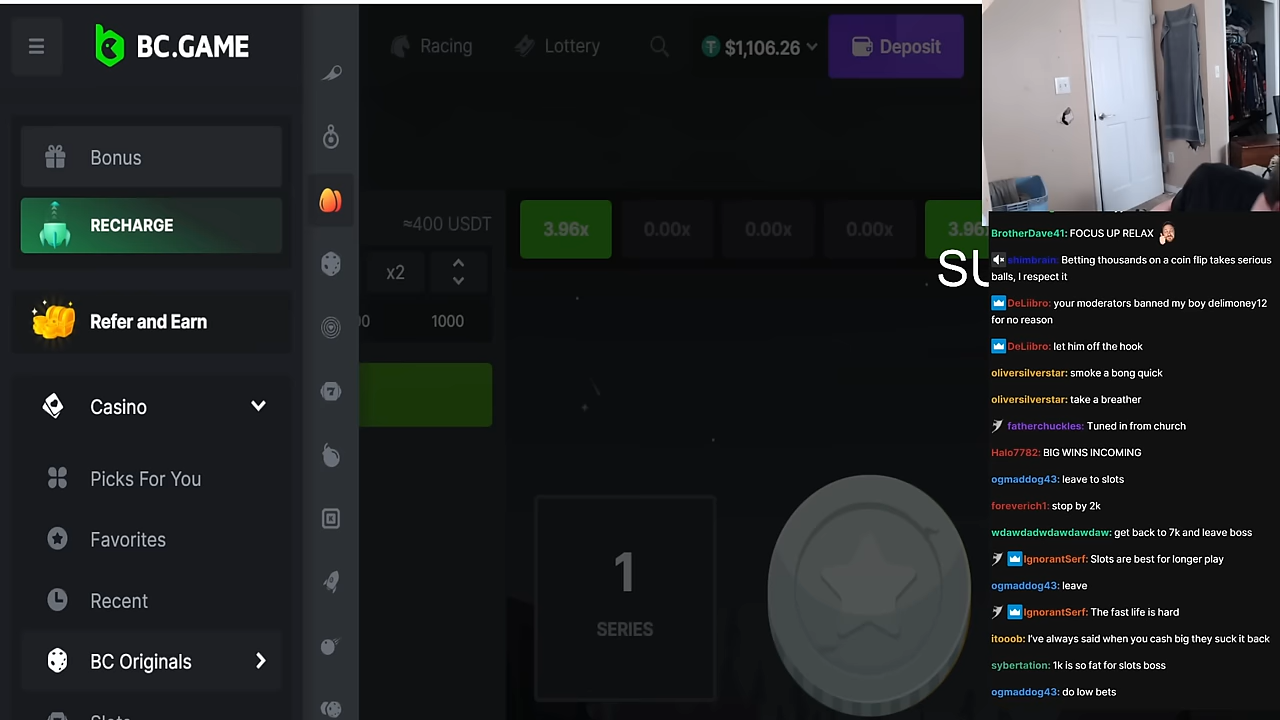 BC.GAME
Racing
Lottery
$1,106.26
Deposit
Bonus
RECHARGE
≈400 USDT
3.96x
0.00x
0.00x
0.00x
x2
1000
Refer and Earn
Casino
Picks For You
Favorites
Recent
BC Originals
1
SERIES
BrotherDave41: FOCUS UP RELAX
shimbrain: Betting thousands on a coin flip takes serious
balls, I respect it
DeLiibro: your moderators banned my boy delimoney12
for no reason
DeLiibro: let him off the hook
oliversilverstar: smoke a bong quick
oliversilverstar: take a breather
fatherchuckles: Tuned in from church
Halo7782: BIG WINS INCOMING
ogmaddog43: leave to slots
foreverich1: stop by 2k
wdawdadwdawdawdaw: get back to 7k and leave boss
IgnorantSerf: Slots are best for longer play
ogmaddog43: leave
IgnorantSerf: The fast life is hard
itooob: I've always said when you cash big they suck it back
sybertation: 1k is so fat for slots boss
ogmaddog43: do low bets